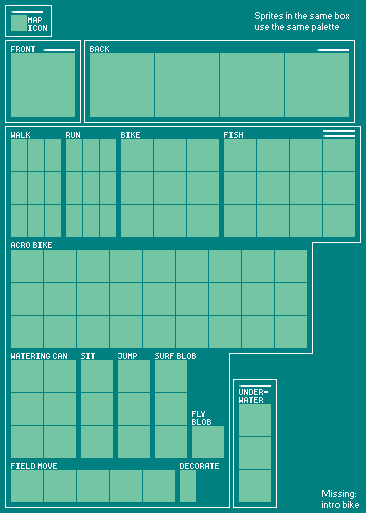 MAP
ICON
Sprites in the same box
use the same palette
FRONT
BACK
WALK
RUN
BIKE
FISH
ACRO BIKE
WATERING CAN
SIT
JUMP
SURF BLOB
FLY
BLOB
UNDER-
WATER
FIELD MOVE
DECORATE
Missing:
intro bike